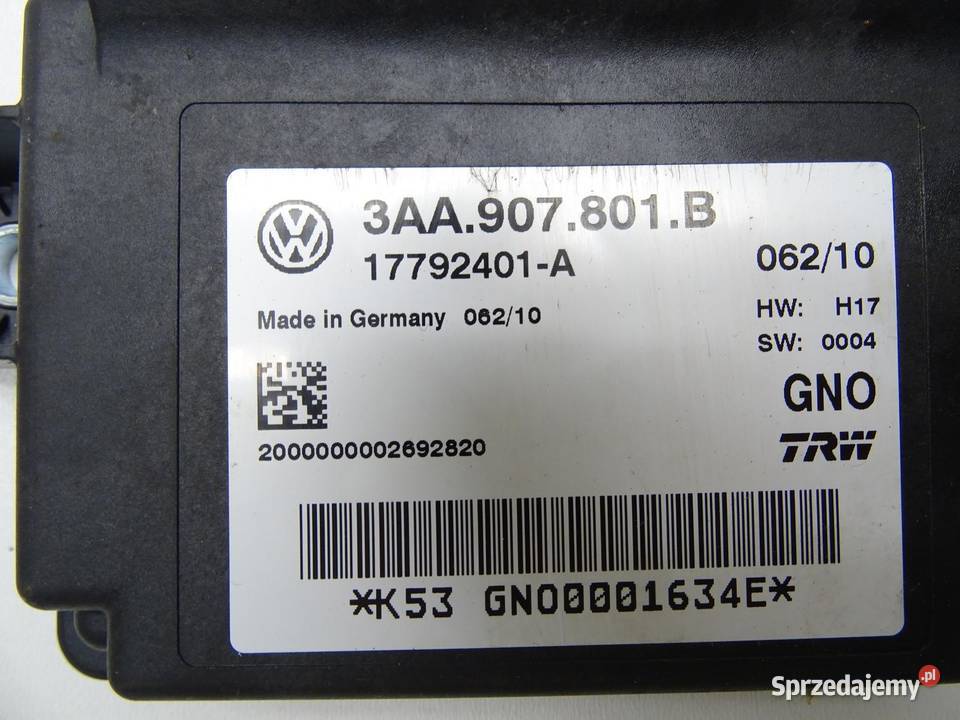 3AA.907.801.B
17792401-A
062/10
Made in Germany 062/10
HW: H17
SW: 0004
GNO
TRW
2000000002692820
*K53 GNO00001634E*
Sprzedajemy.pl